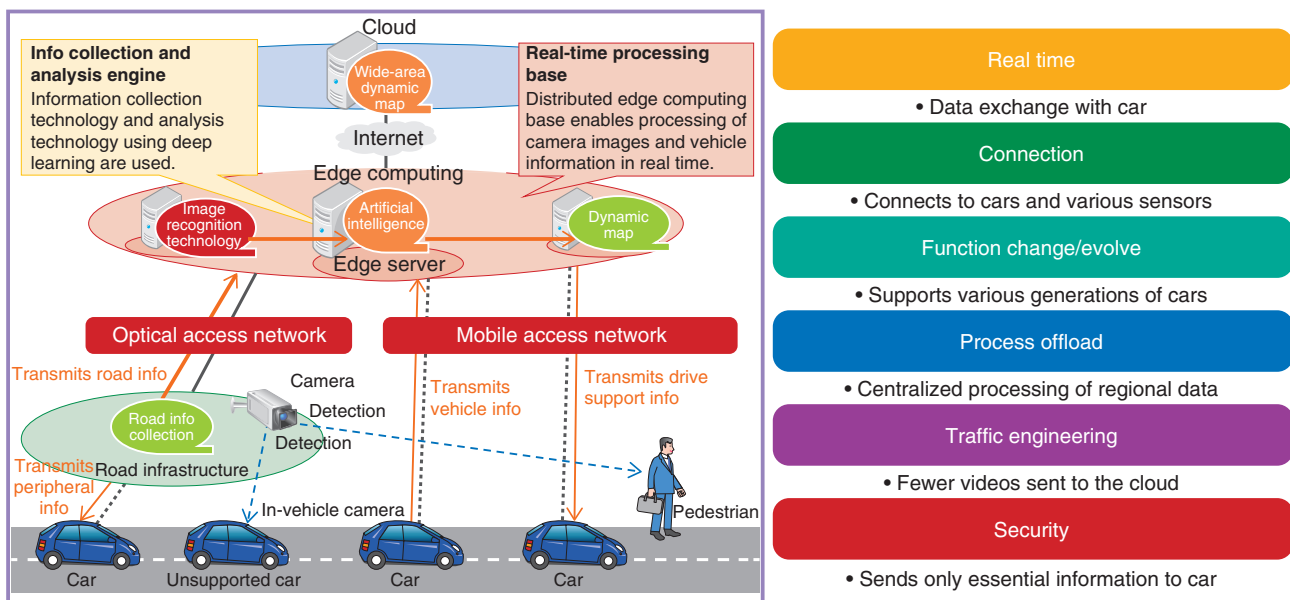 Cloud
Info collection and
analysis engine
Information collection
technology and analysis
technology using deep
learning are used.
Wide-area
dynamic
map
Real-time processing
base
Distributed edge computing
base enables processing of
camera images and vehicle
information in real time.
Internet
Edge computing
Image
recognition
technology
Artificial
intelligence
Dynamic
map
Edge server
Optical access network
Mobile access network
Transmits road info
Camera
Detection
Detection
Transmits
vehicle info
Transmits drive
support info
Road info
collection
Road infrastructure
Transmits
peripheral
info
In-vehicle camera
Pedestrian
Car
Unsupported car
Car
Car
Real time
• Data exchange with car
Connection
• Connects to cars and various sensors
Function change/evolve
• Supports various generations of cars
Process offload
• Centralized processing of regional data
Traffic engineering
• Fewer videos sent to the cloud
Security
• Sends only essential information to car